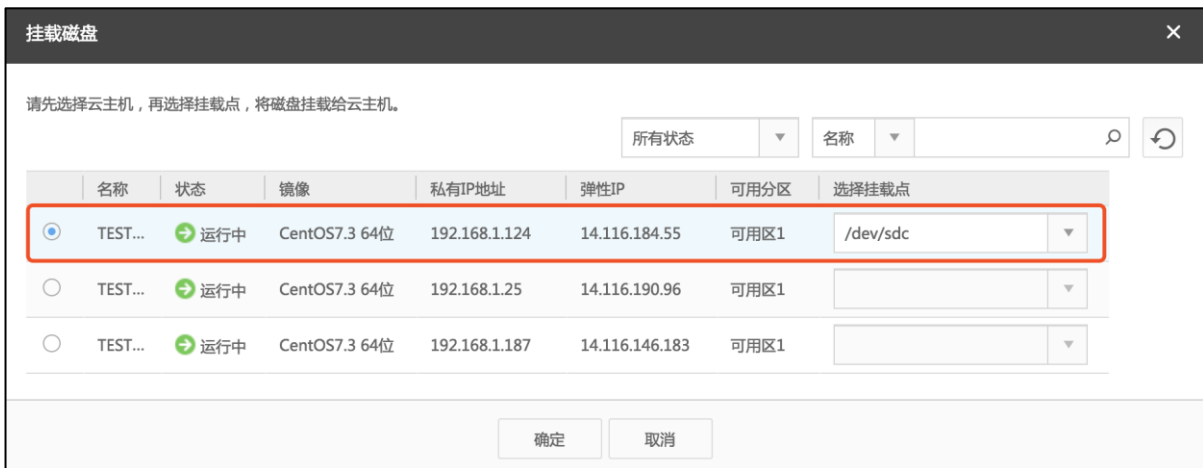 挂载磁盘
请先选择云主机，再选择挂载点，将磁盘挂载给云主机。
所有状态 名称
名称 状态 镜像 私有IP地址 弹性IP 可用分区 选择挂载点
TEST... 运行中 CentOS7.3 64位 192.168.1.124 14.116.184.55 可用区1 /dev/sdc
TEST... 运行中 CentOS7.3 64位 192.168.1.25 14.116.190.96 可用区1
TEST... 运行中 CentOS7.3 64位 192.168.1.187 14.116.146.183 可用区1
确定 取消